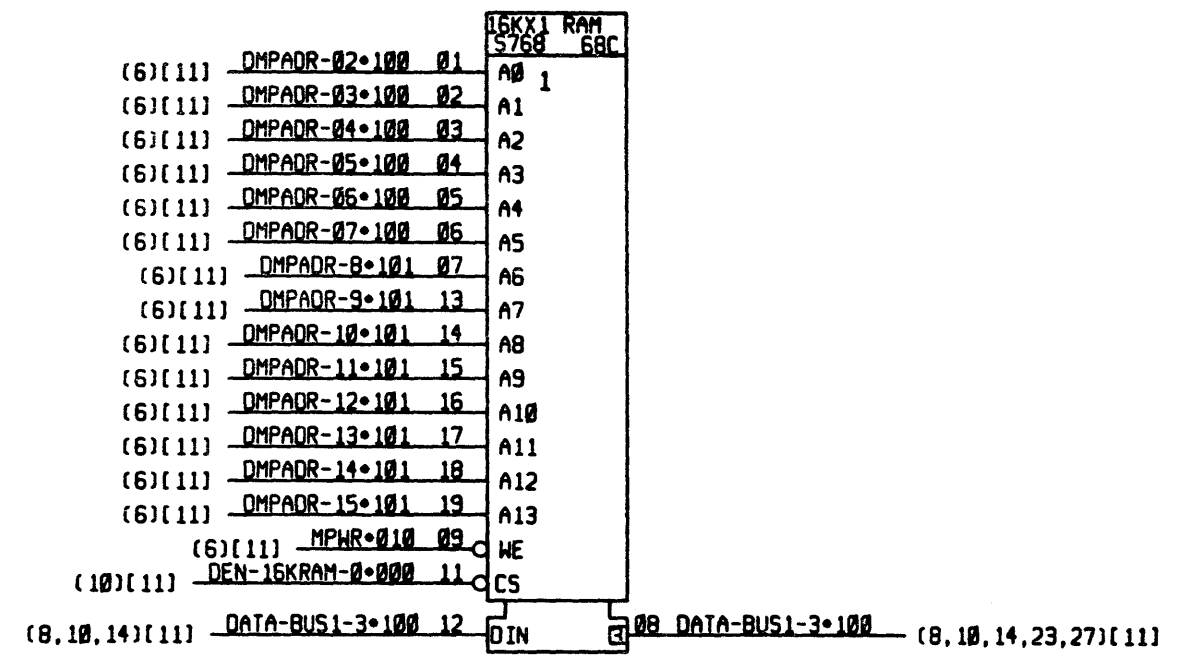 16KX1 RAM
S768 68C
1
(6)[11] DMPADR-02•100 01 A0
(6)[11] DMPADR-03•100 02 A1
(6)[11] DMPADR-04•100 03 A2
(6)[11] DMPADR-05•100 04 A3
(6)[11] DMPADR-06•100 05 A4
(6)[11] DMPADR-07•100 06 A5
(6)[11] DMPADR-8•101 07 A6
(6)[11] DMPADR-9•101 13 A7
(6)[11] DMPADR-10•101 14 A8
(6)[11] DMPADR-11•101 15 A9
(6)[11] DMPADR-12•101 16 A10
(6)[11] DMPADR-13•101 17 A11
(6)[11] DMPADR-14•101 18 A12
(6)[11] DMPADR-15•101 19 A13
(6)[11] MPWR•010 09 WE
(10)[11] DEN-16KRAM-0•000 11 CS
(8,10,14)[11] DATA-BUS1-3•100 12 DIN 08 DATA-BUS1-3•100 (8,10,14,23,27)[11]